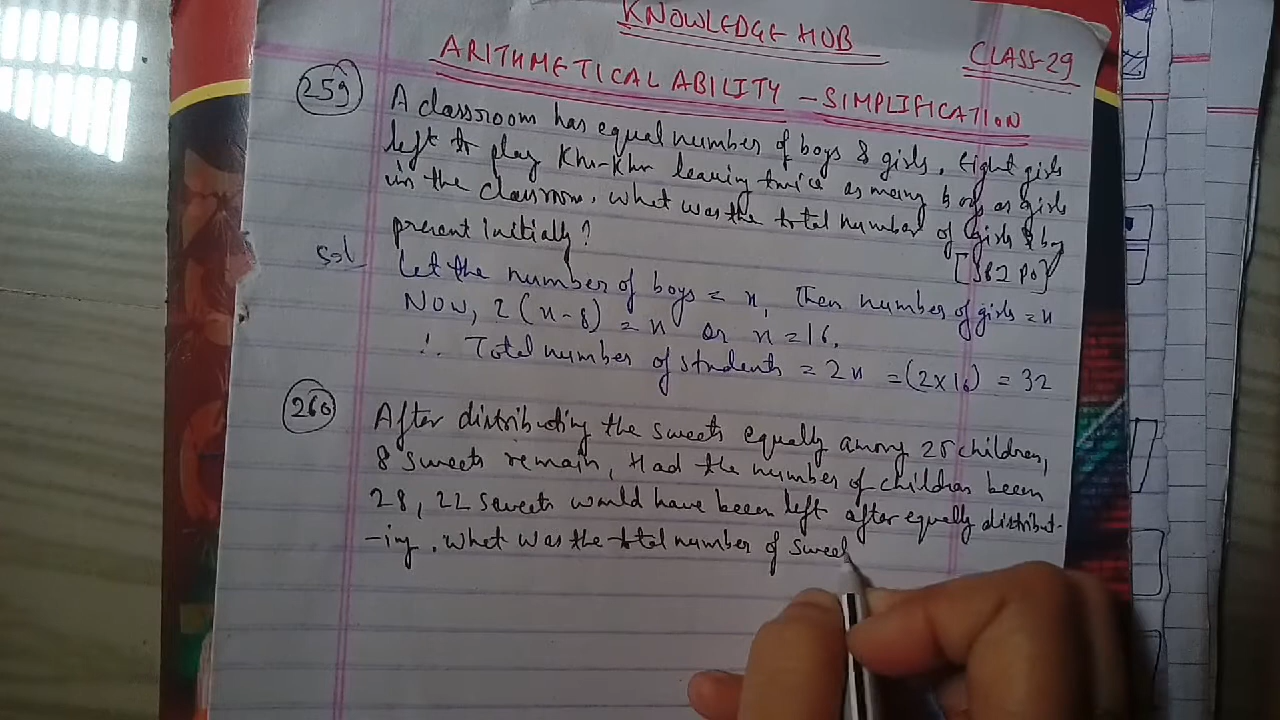 KNOWLEDGE HUB
CLASS-29
ARITHMETICAL ABILITY - SIMPLIFICATION
259 A classroom has equal number of boys & girls. Eight girls
left to play Kho-Kho leaving twice as many boys as girls
in the classroom. What was the total number of girls & boy
present initially? [SBI PO]
Sol. Let the number of boys = x, Then number of girls = x
Now, 2(x-8) = x or x = 16.
∴ Total number of students = 2x = (2×16) = 32
260 After distributing the sweets equally among 25 children,
8 sweets remain, Had the number of children been
28, 22 sweets would have been left after equally distribut-
-ing. What was the total number of sweet